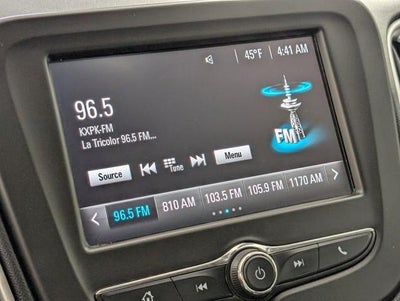 45°F 4:41 AM
96.5
KXPK-FM
La Tricolor 96.5 FM...
FM
Source Tune Menu
96.5 FM 810 AM 103.5 FM 105.9 FM 1170 AM